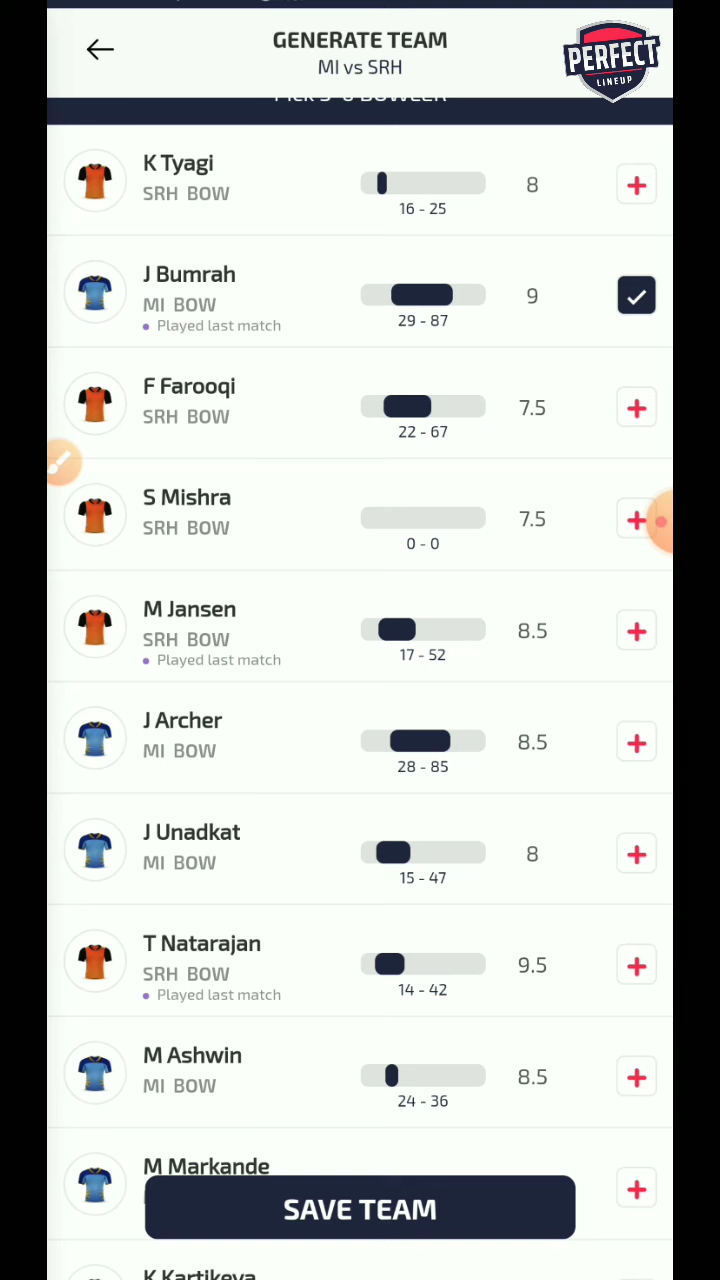 GENERATE TEAM
MI vs SRH
PERFECT
LINEUP
K Tyagi
SRH BOW
16 - 25
8
J Bumrah
MI BOW
Played last match
29 - 87
9
F Farooqi
SRH BOW
22 - 67
7.5
S Mishra
SRH BOW
0 - 0
7.5
M Jansen
SRH BOW
Played last match
17 - 52
8.5
J Archer
MI BOW
28 - 85
8.5
J Unadkat
MI BOW
15 - 47
8
T Natarajan
SRH BOW
Played last match
14 - 42
9.5
M Ashwin
MI BOW
24 - 36
8.5
M Markande
SAVE TEAM
K Kartikeya